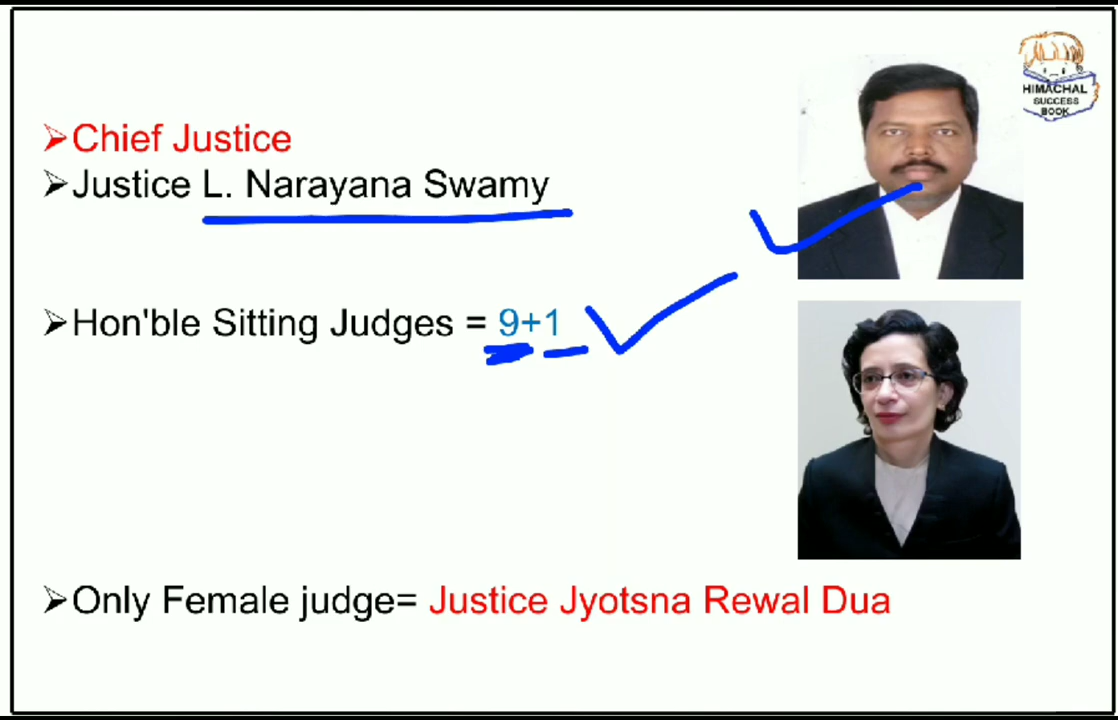 HIMACHAL
SUCCESS
BOOK
➢Chief Justice
➢Justice L. Narayana Swamy
➢Hon'ble Sitting Judges = 9+1
➢Only Female judge= Justice Jyotsna Rewal Dua